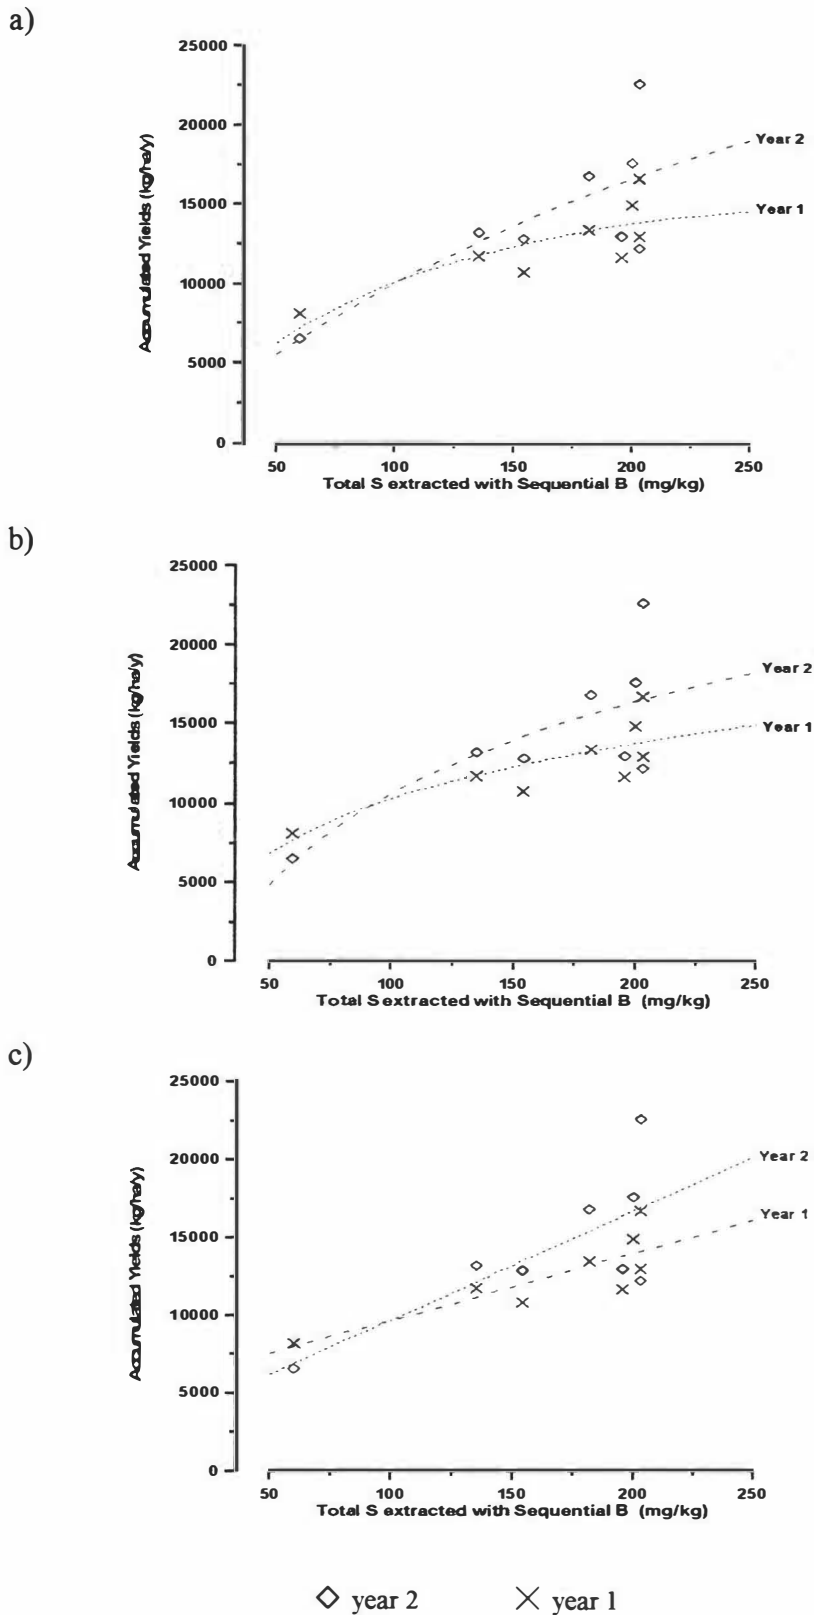 a)
25000
20000
15000
10000
5000
0
Accumulated Yields (kg/ha/y)
Year 2
Year 1
50 100 150 200 250
Total S extracted with Sequential B (mg/kg)
b)
25000
20000
15000
10000
5000
0
Accumulated Yields (kg/ha/y)
Year 2
Year 1
50 100 150 200 250
Total S extracted with Sequential B (mg/kg)
c)
25000
20000
15000
10000
5000
0
Accumulated Yields (kg/ha/y)
Year 2
Year 1
50 100 150 200 250
Total S extracted with Sequential B (mg/kg)
year 2 year 1